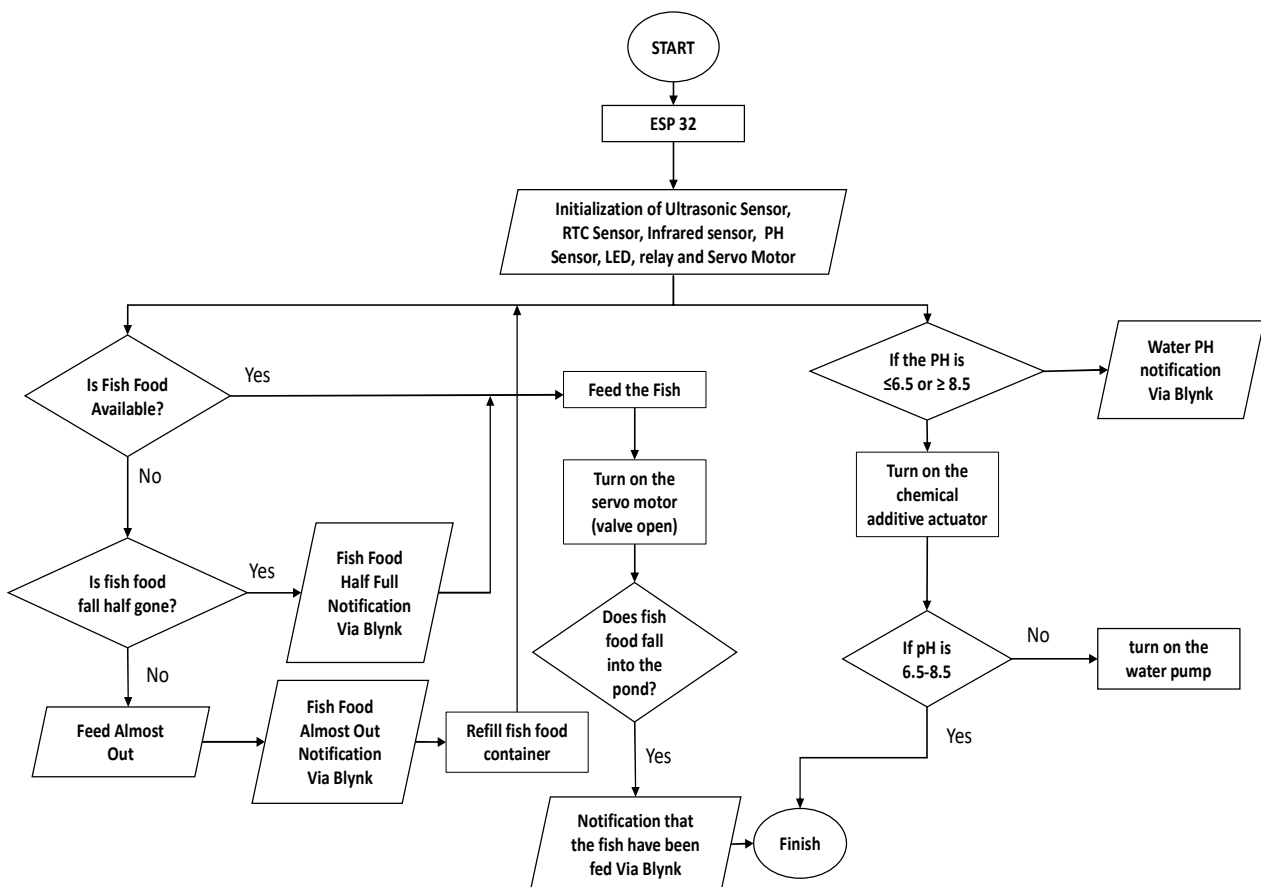 START
ESP 32
Initialization of Ultrasonic Sensor,
RTC Sensor, Infrared sensor, PH
Sensor, LED, relay and Servo Motor
Is Fish Food
Available?
Yes
No
Is fish food
fall half gone?
Yes
No
Fish Food
Half Full
Notification
Via Blynk
Feed Almost
Out
Fish Food
Almost Out
Notification
Via Blynk
Refill fish food
container
Feed the Fish
Turn on the
servo motor
(valve open)
Does fish
food fall
into the
pond?
Yes
Notification that
the fish have been
fed Via Blynk
If the PH is
≤6.5 or ≥ 8.5
Water PH
notification
Via Blynk
Turn on the
chemical
additive actuator
If pH is
6.5-8.5
No
turn on the
water pump
Yes
Finish